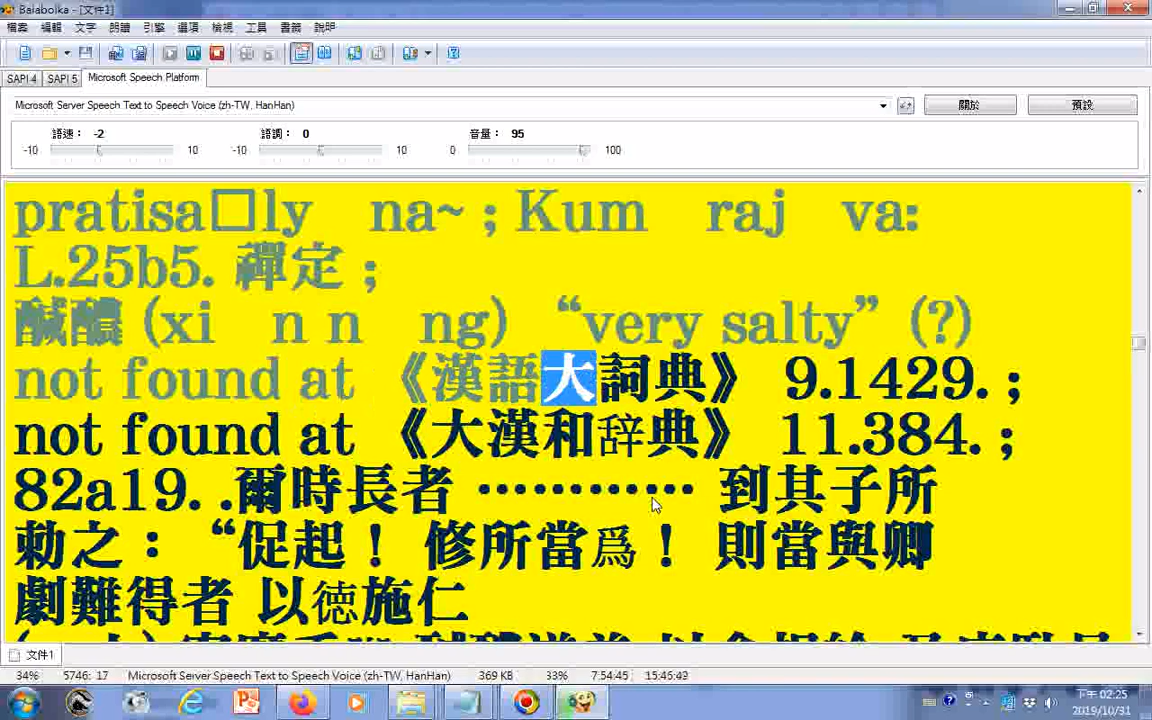 Balabolka - [文件1]
檔案 編輯 文字 朗讀 引擎 選項 檢視 工具 書籤 說明
SAPI 4 SAPI 5 Microsoft Speech Platform
Microsoft Server Speech Text to Speech Voice (zh-TW, HanHan) 關於 預設
語速： -2 語調： 0 音量： 95
-10 10 -10 10 0 100
pratisa□ly na~ ; Kum raj va:
L.25b5. 禪定 ;
醎醲 (xi n n ng) “very salty” (?)
not found at 《漢語大詞典》 9.1429. ;
not found at 《大漢和辞典》 11.384. ;
82a19. .爾時長者 ………… 到其子所
勅之： “促起！ 修所當爲！ 則當與卿
劇難得者 以徳施仁
文件1
34% 5746: 17 Microsoft Server Speech Text to Speech Voice (zh-TW, HanHan) 369 KB 33% 7:54:45 15:45:42
下午 02:25
2019/10/31